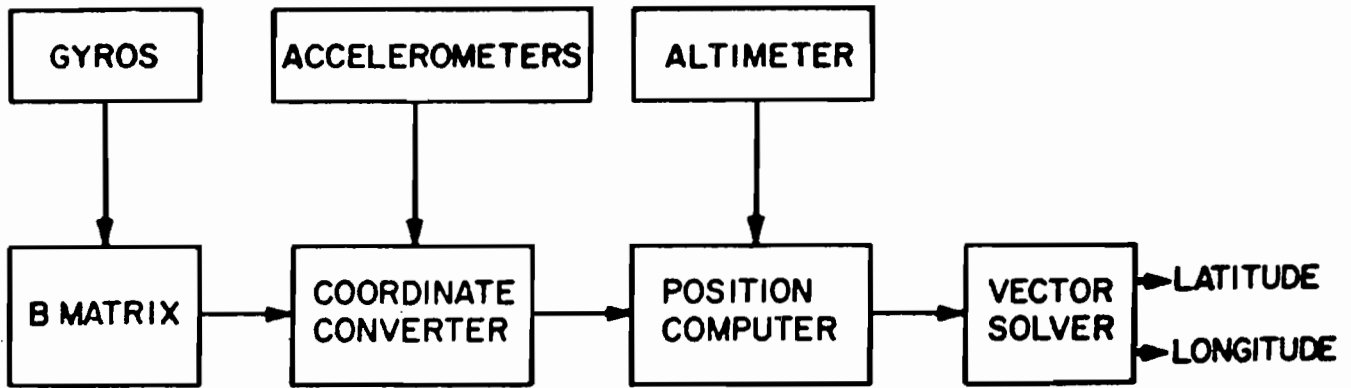 GYROS
ACCELEROMETERS
ALTIMETER
B MATRIX
COORDINATE
CONVERTER
POSITION
COMPUTER
VECTOR
SOLVER
LATITUDE
LONGITUDE